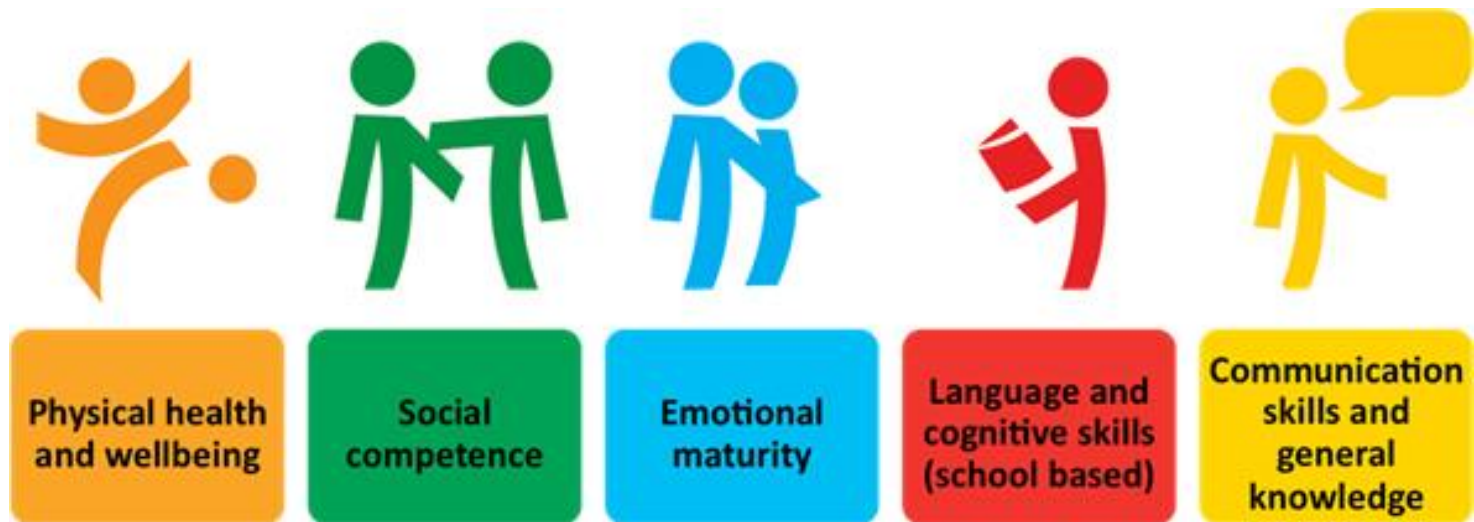 Physical health
and wellbeing
Social
competence
Emotional
maturity
Language and
cognitive skills
(school based)
Communication
skills and
general
knowledge